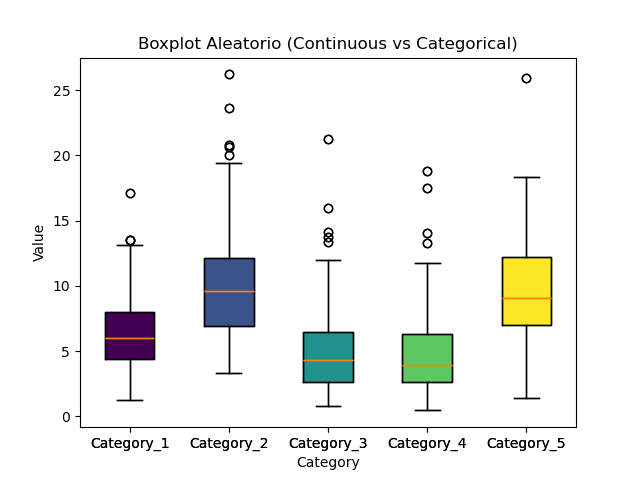 Boxplot Aleatorio (Continuous vs Categorical)
25
20
15
10
5
0
Value
Category_1 Category_2 Category_3 Category_4 Category_5
Category